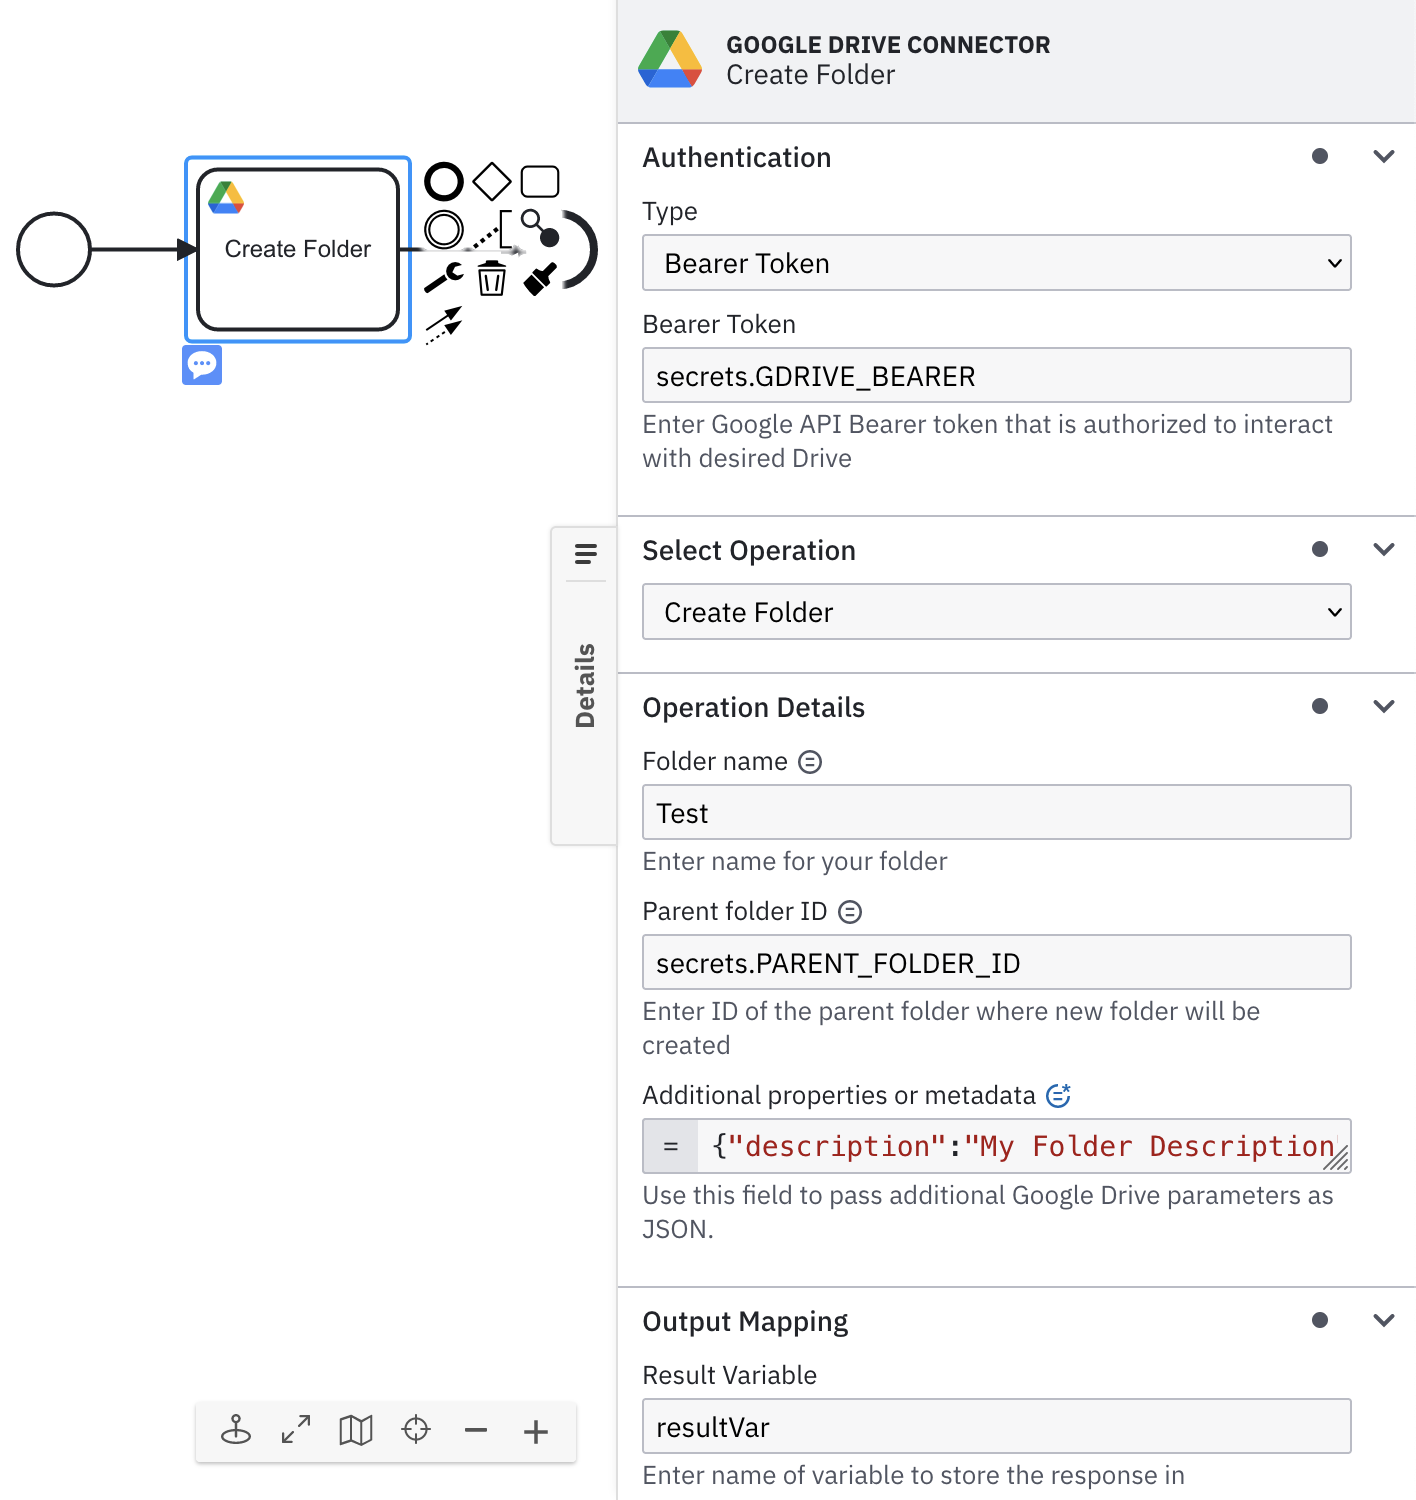 Create Folder
Details
GOOGLE DRIVE CONNECTOR
Create Folder
Authentication
Type
Bearer Token
Bearer Token
secrets.GDRIVE_BEARER
Enter Google API Bearer token that is authorized to interact
with desired Drive
Select Operation
Create Folder
Operation Details
Folder name
Test
Enter name for your folder
Parent folder ID
secrets.PARENT_FOLDER_ID
Enter ID of the parent folder where new folder will be
created
Additional properties or metadata
= {"description":"My Folder Description
Use this field to pass additional Google Drive parameters as
JSON.
Output Mapping
Result Variable
resultVar
Enter name of variable to store the response in